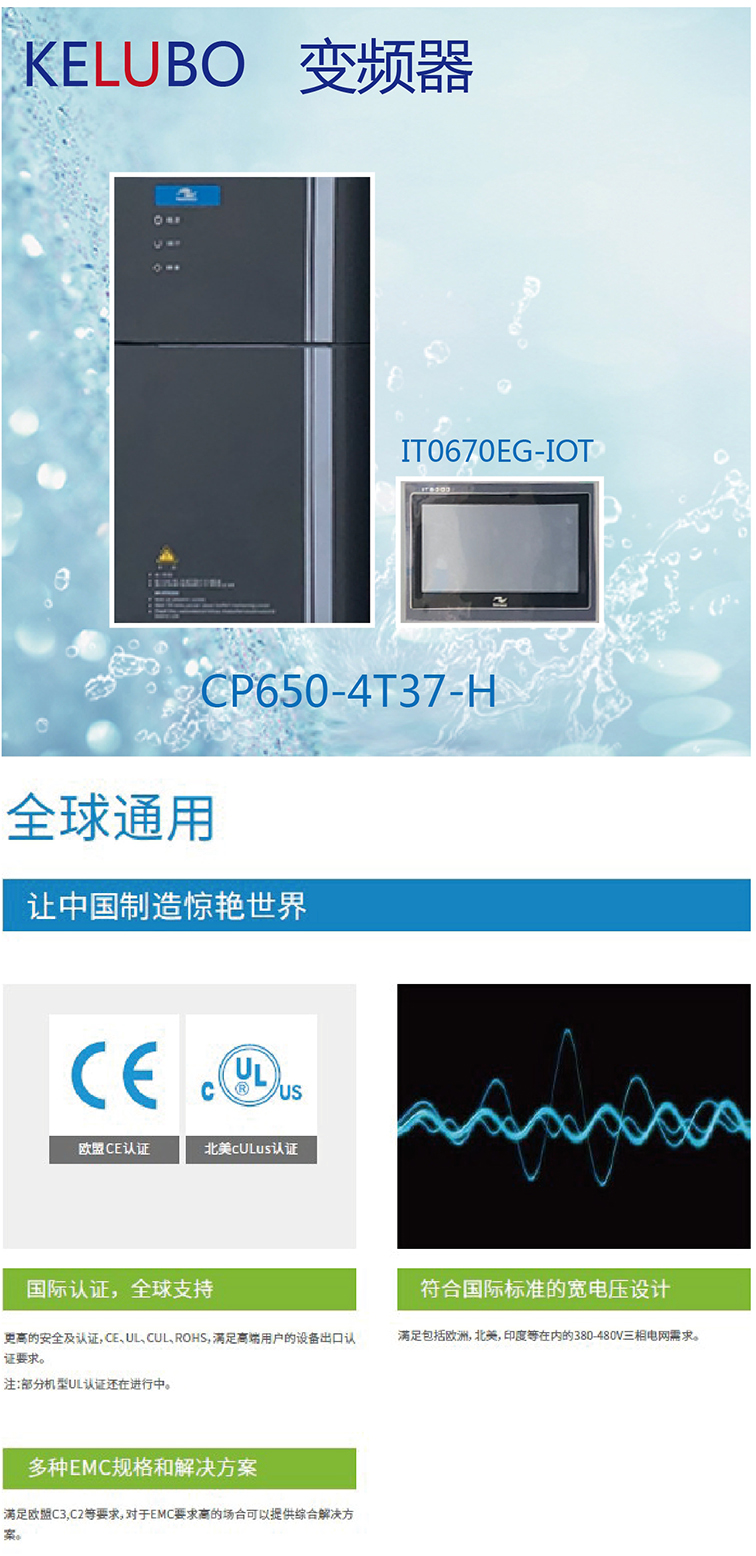 KELUBO 变频器
IT0670EG-IOT
CP650-4T37-H
全球通用
让中国制造惊艳世界
CE
C UL ® US
欧盟CE认证
北美cULus认证
国际认证，全球支持
符合国际标准的宽电压设计
更高的安全及认证，CE、UL、CUL、ROHS，满足高端用户的设备出口认
证要求。
注：部分机型UL认证还在进行中。
满足包括欧洲，北美，印度等在内的380-480V三相电网需求。
多种EMC规格和解决方案
满足欧盟C3,C2等要求，对于EMC要求高的场合可以提供综合解决方
案。